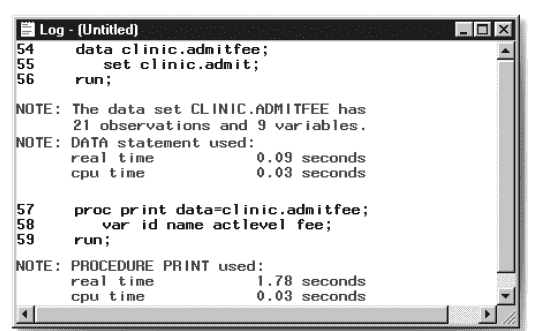 Log - (Untitled)
54 data clinic.admitfee;
55 set clinic.admit;
56 run;
NOTE: The data set CLINIC.ADMITFEE has
21 observations and 9 variables.
NOTE: DATA statement used:
real time 0.09 seconds
cpu time 0.03 seconds
57 proc print data=clinic.admitfee;
58 var id name actlevel fee;
59 run;
NOTE: PROCEDURE PRINT used:
real time 1.78 seconds
cpu time 0.03 seconds